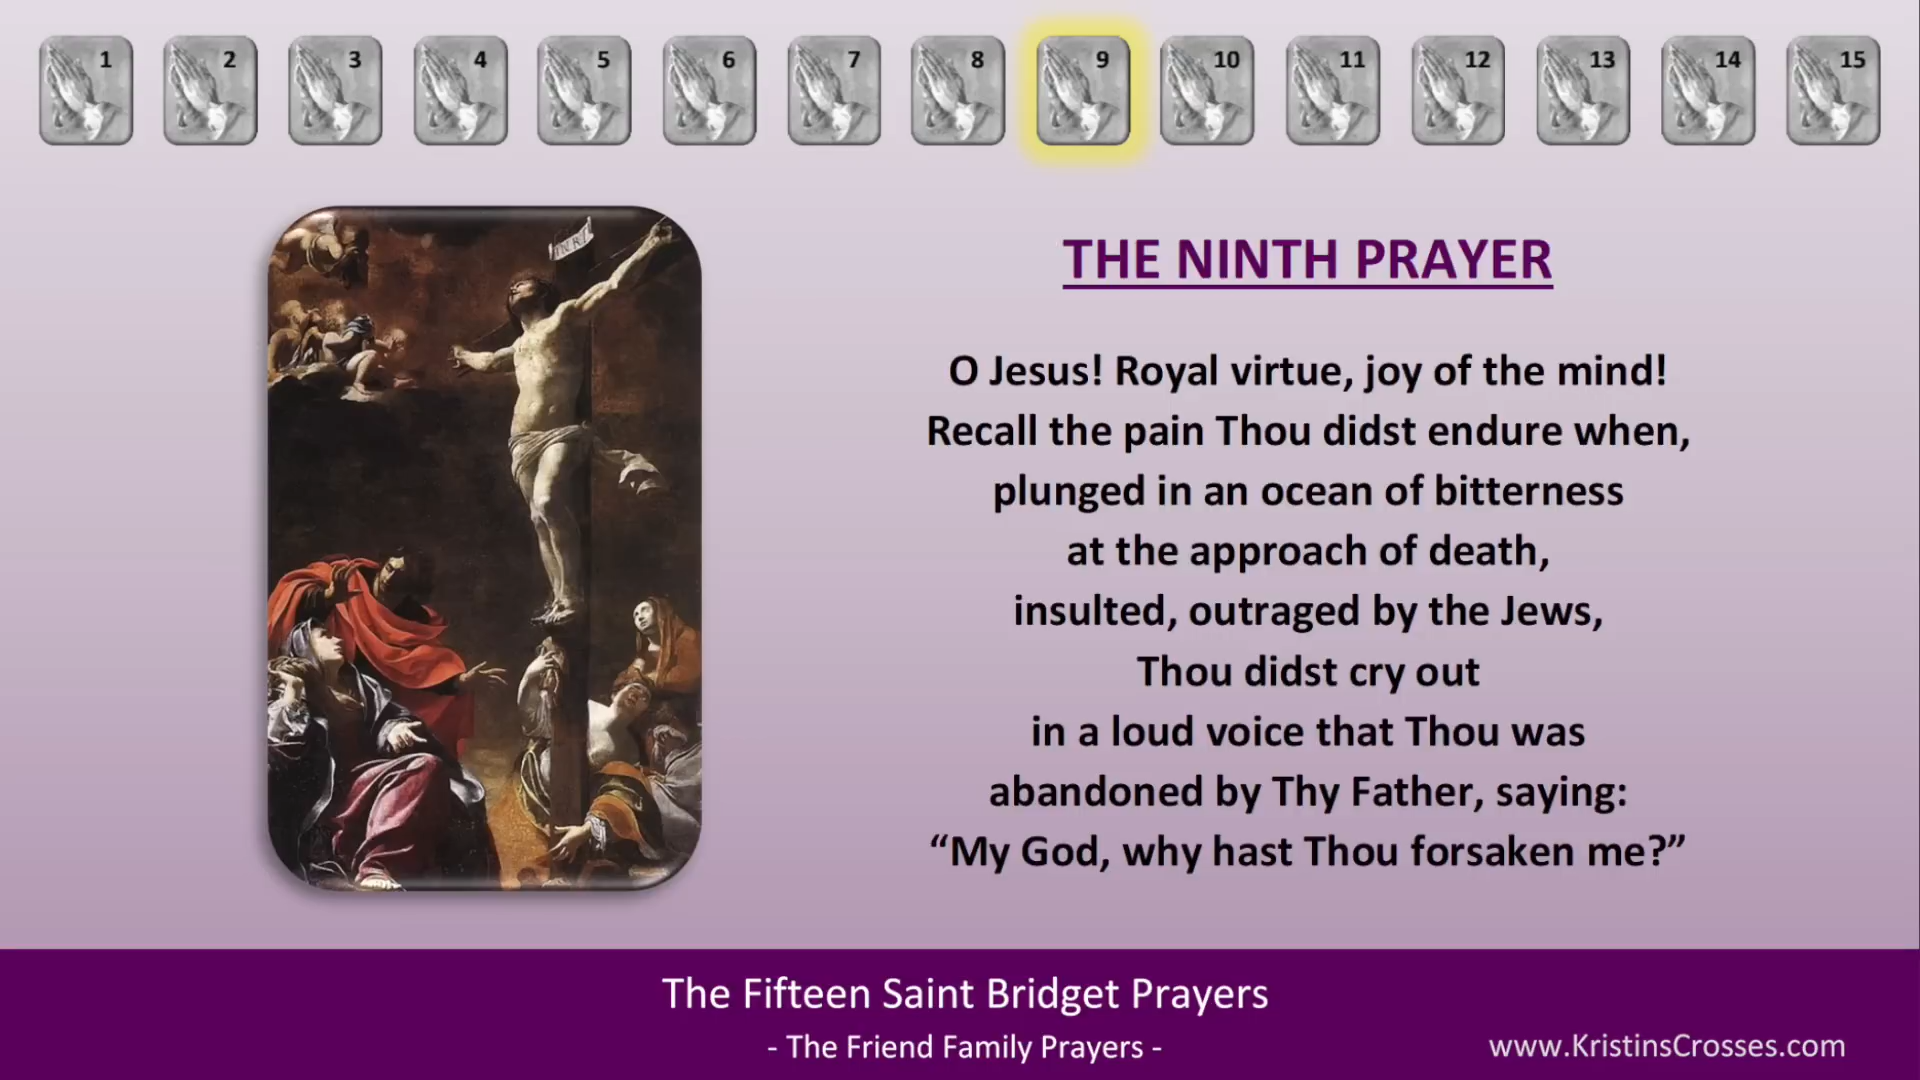 1 2 3 4 5 6 7 8 9 10 11 12 13 14 15
INRI
THE NINTH PRAYER
O Jesus! Royal virtue, joy of the mind!
Recall the pain Thou didst endure when,
plunged in an ocean of bitterness
at the approach of death,
insulted, outraged by the Jews,
Thou didst cry out
in a loud voice that Thou was
abandoned by Thy Father, saying:
“My God, why hast Thou forsaken me?”
The Fifteen Saint Bridget Prayers
- The Friend Family Prayers -
www.KristinsCrosses.com